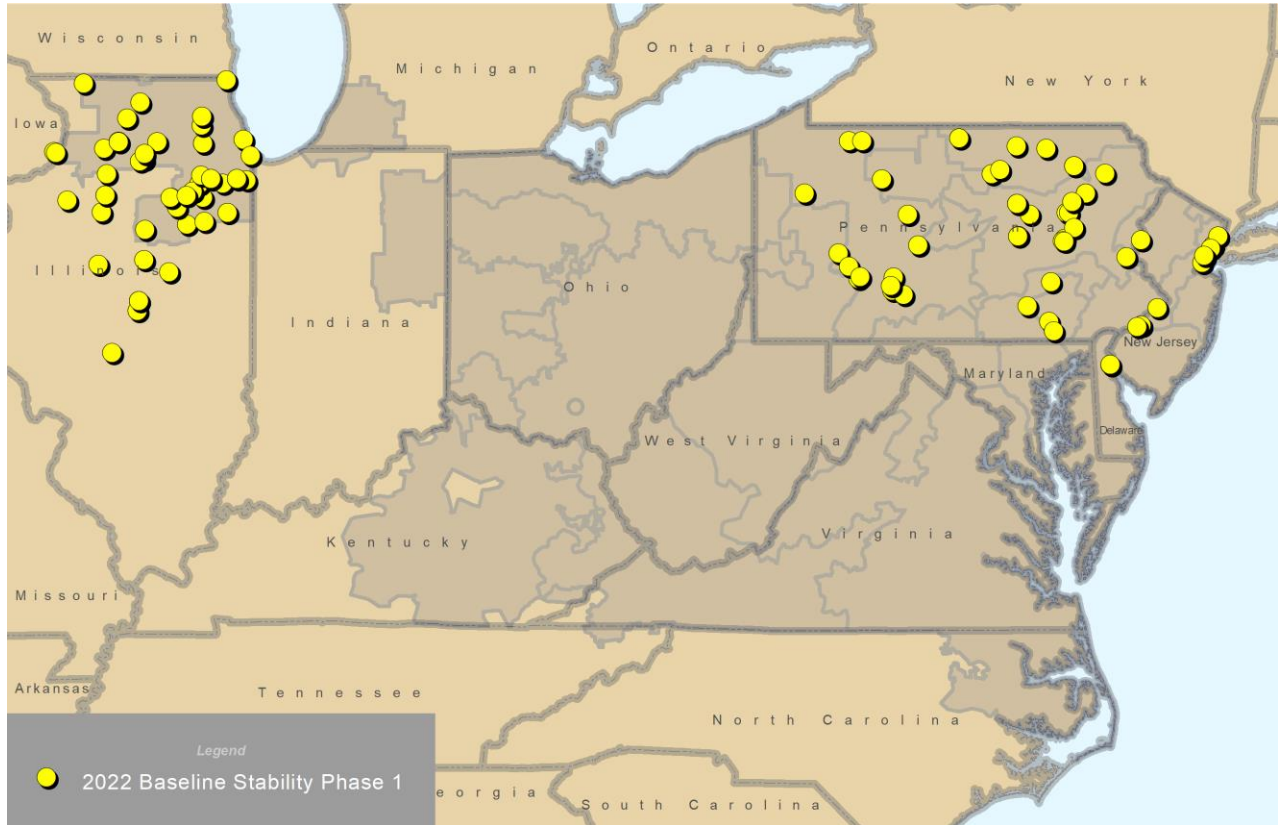 Wisconsin
Michigan
Ontario
New York
Iowa
Pennsylvania
Illinois
Ohio
Indiana
New Jersey
Maryland
Delaware
West Virginia
Virginia
Kentucky
Missouri
Arkansas
Tennessee
North Carolina
eorgia
South Carolina
Legend
2022 Baseline Stability Phase 1